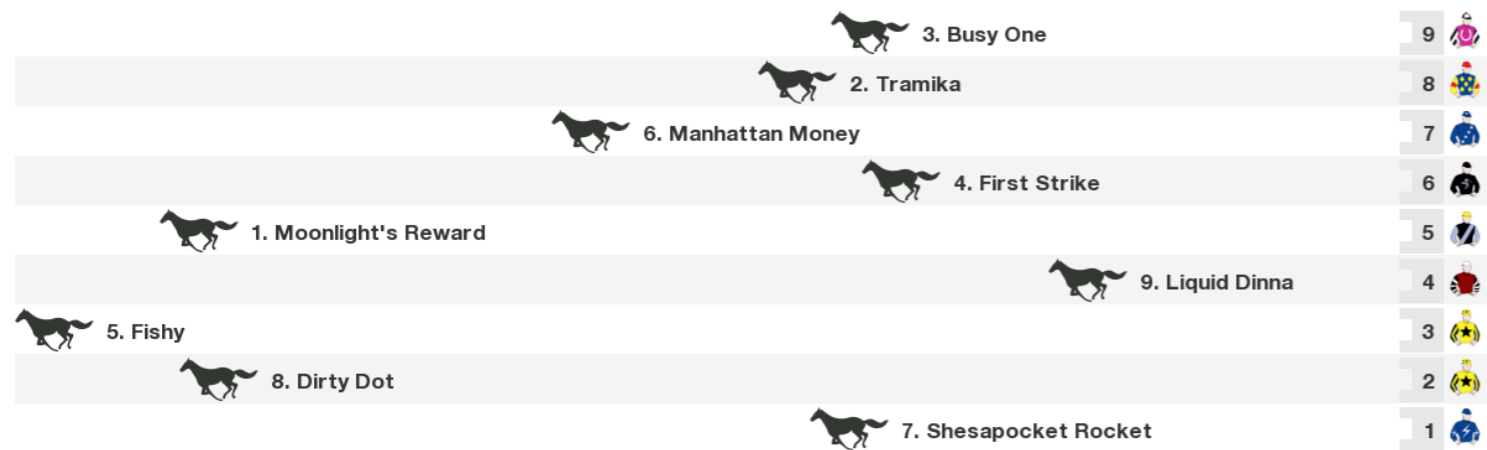 3. Busy One 9
2. Tramika 8
6. Manhattan Money 7
4. First Strike 6
1. Moonlight's Reward 5
9. Liquid Dinna 4
5. Fishy 3
8. Dirty Dot 2
7. Shesapocket Rocket 1